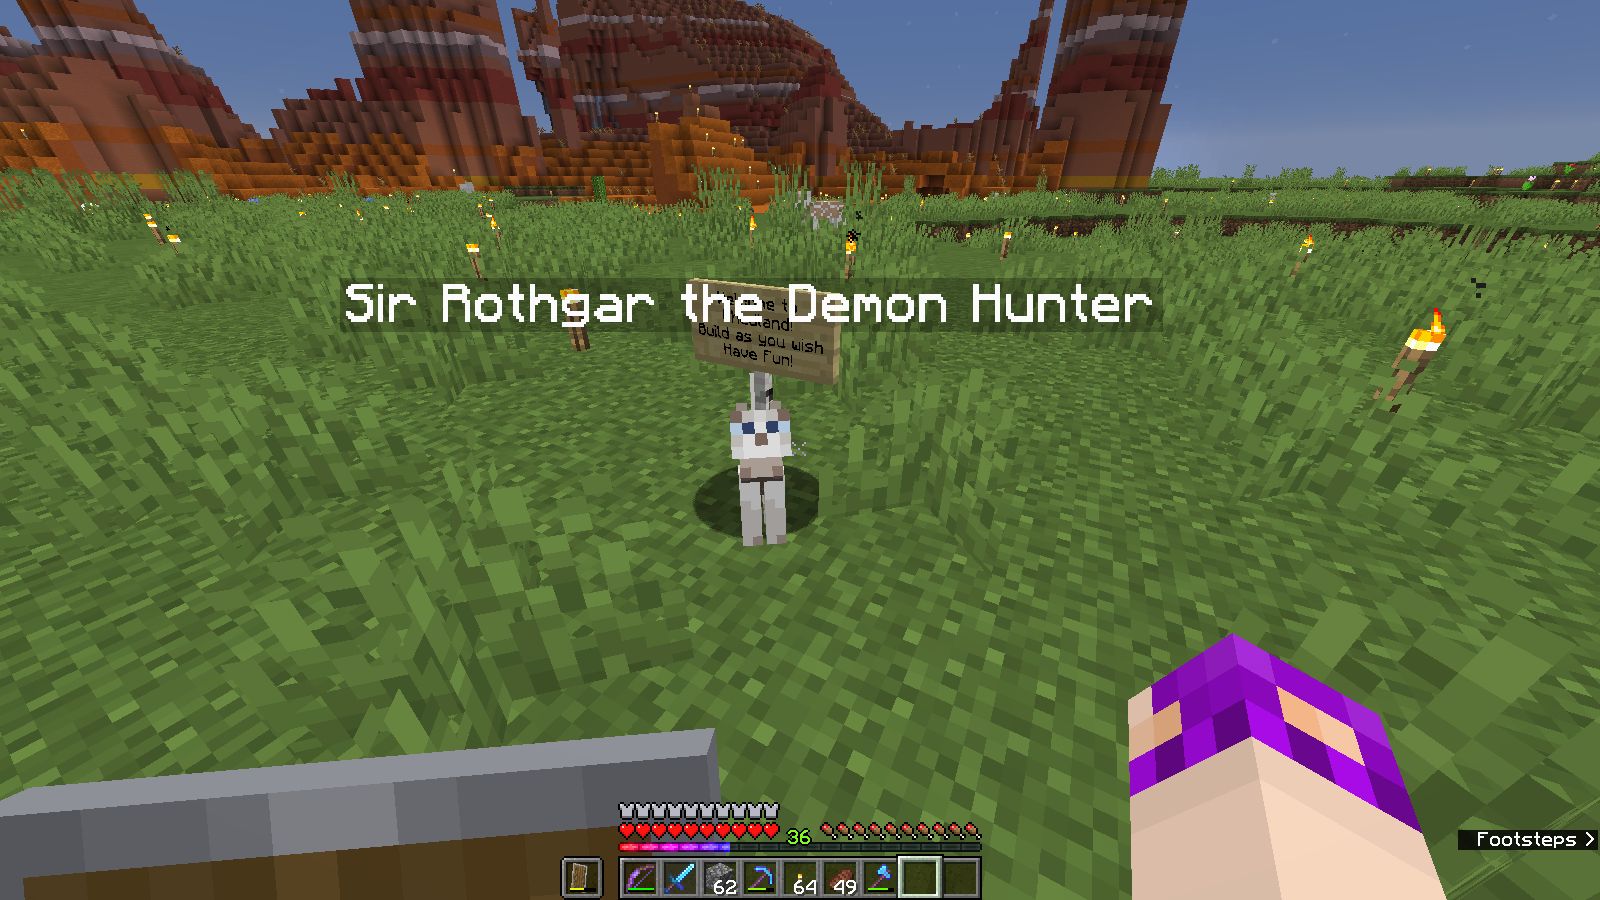 Sir Rothgar the Demon Hunter
Build as you wish
Have Fun!
36
62
64
49
Footsteps >